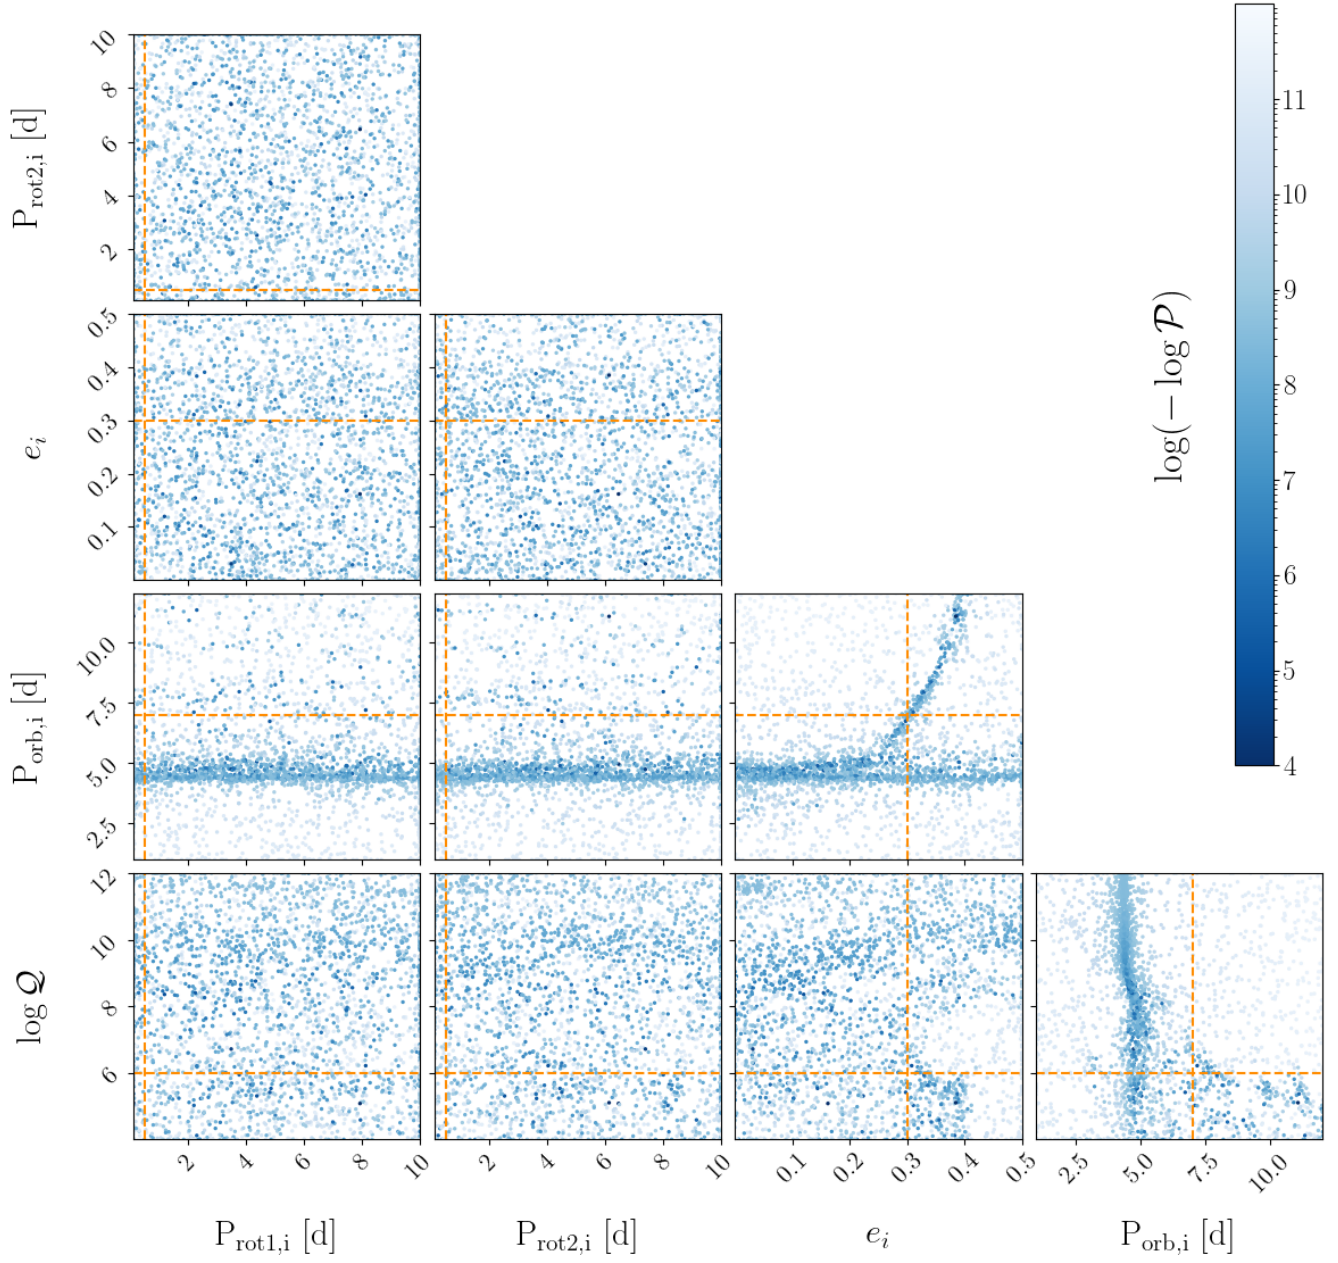 P_rot2,i [d]
10
8
6
4
2
e_i
0.5
0.4
0.3
0.2
0.1
P_orb,i [d]
10.0
7.5
5.0
2.5
log Q
12
10
8
6
2 4 6 8 10
2 4 6 8 10
0.1 0.2 0.3 0.4 0.5
2.5 5.0 7.5 10.0
P_rot1,i [d]
P_rot2,i [d]
e_i
P_orb,i [d]
log(− log P)
11
10
9
8
7
6
5
4